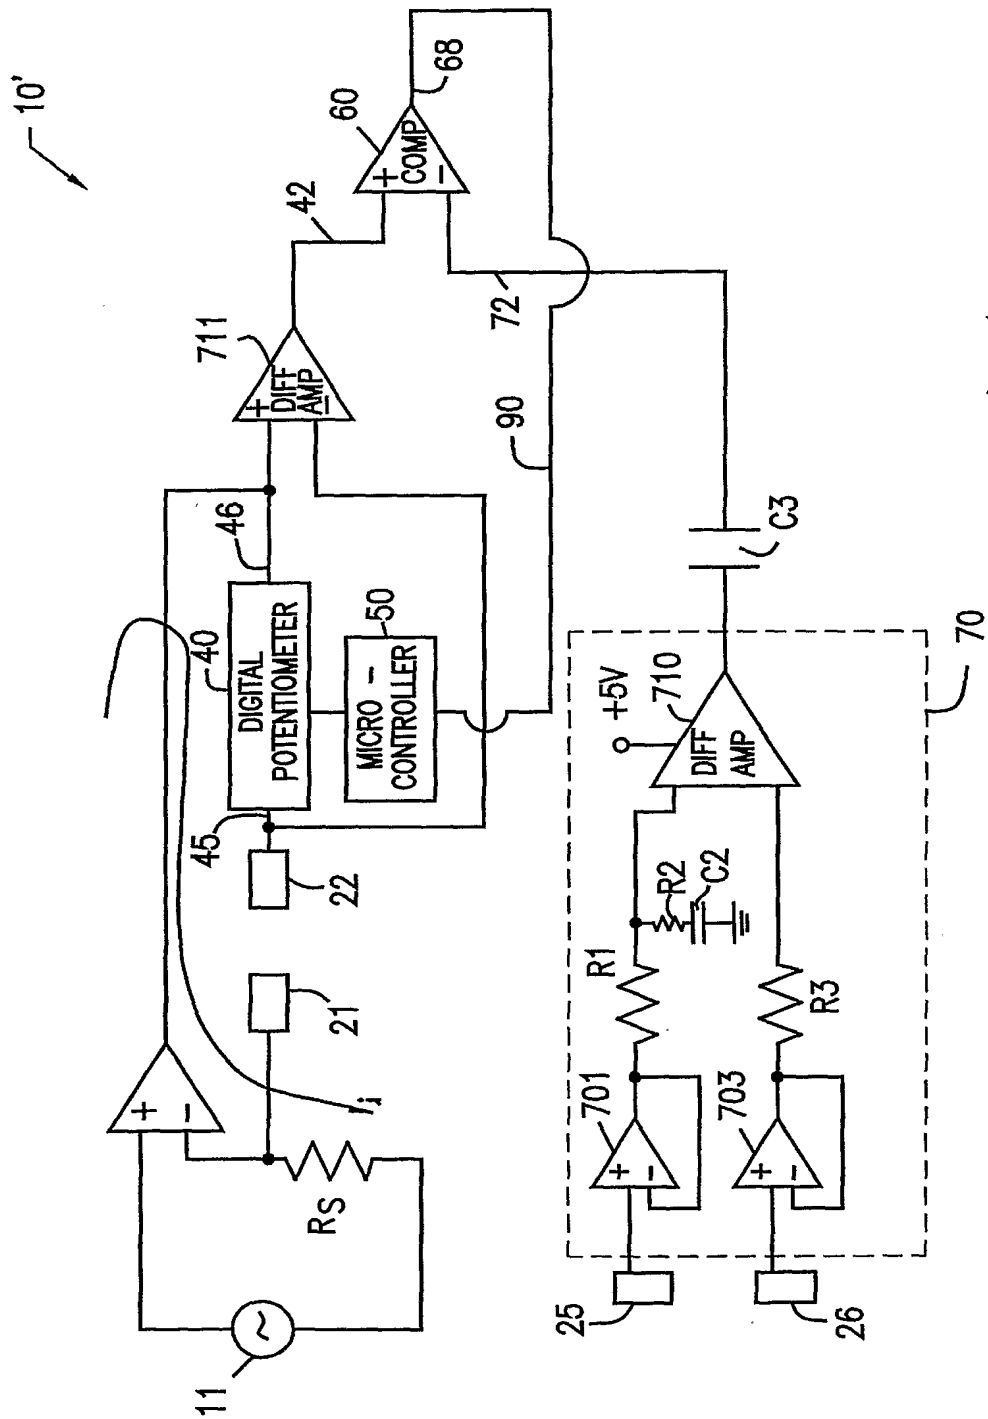 10'
11
+
−
i
RS
21
22
45
DIGITAL
POTENTIOMETER
40
46
MICRO −
CONTROLLER
50
+
DIFF
AMP
−
711
42
+
COMP
−
60
68
72
90
25
26
+
−
701
+
−
703
R1
R2
C2
R3
+5V
DIFF
AMP
710
70
C3